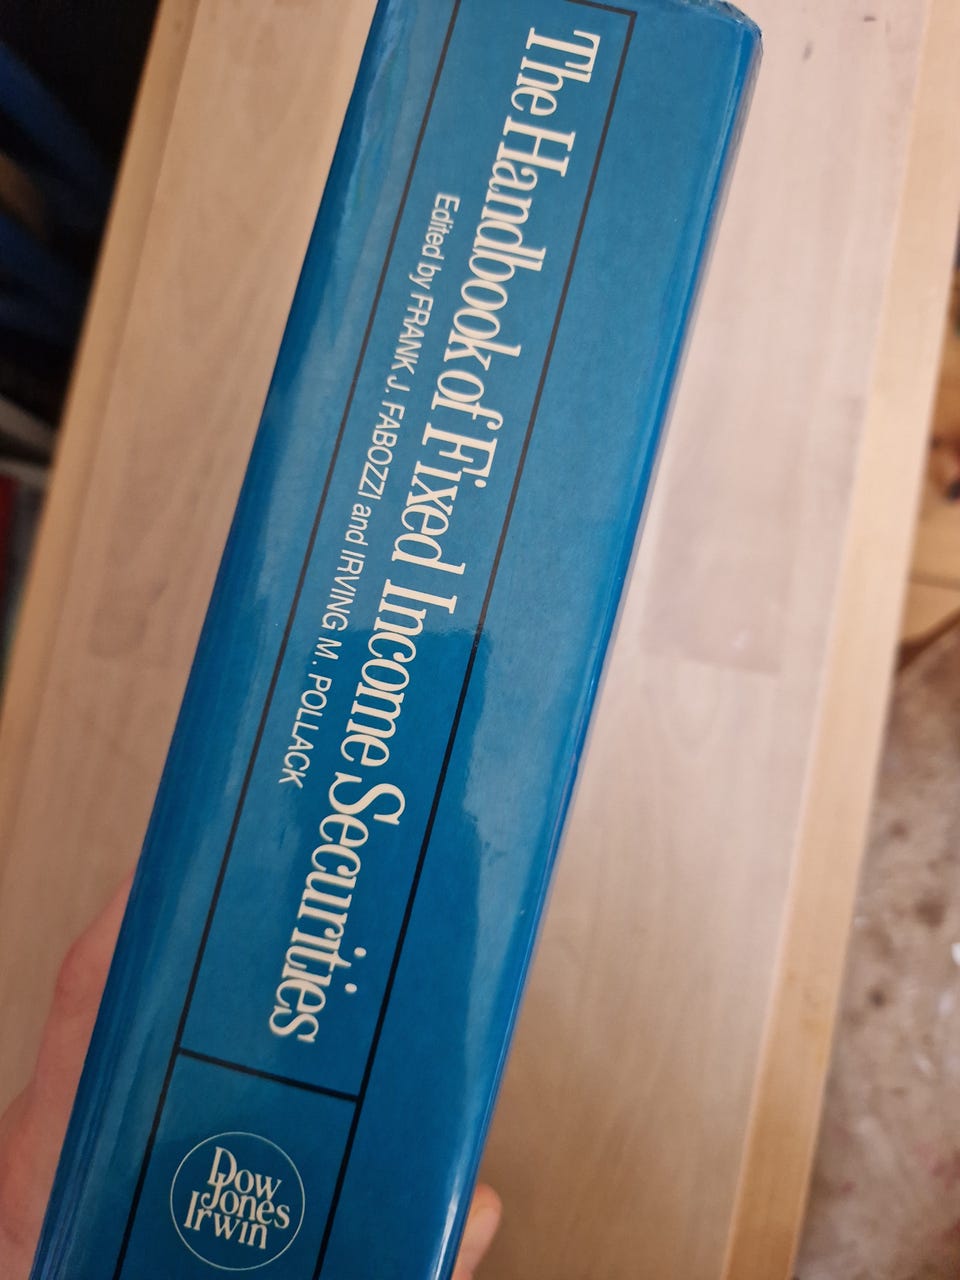 The Handbook of Fixed Income Securities
Edited by FRANK J. FABOZZI and IRVING M. POLLACK
Dow
Jones
Irwin